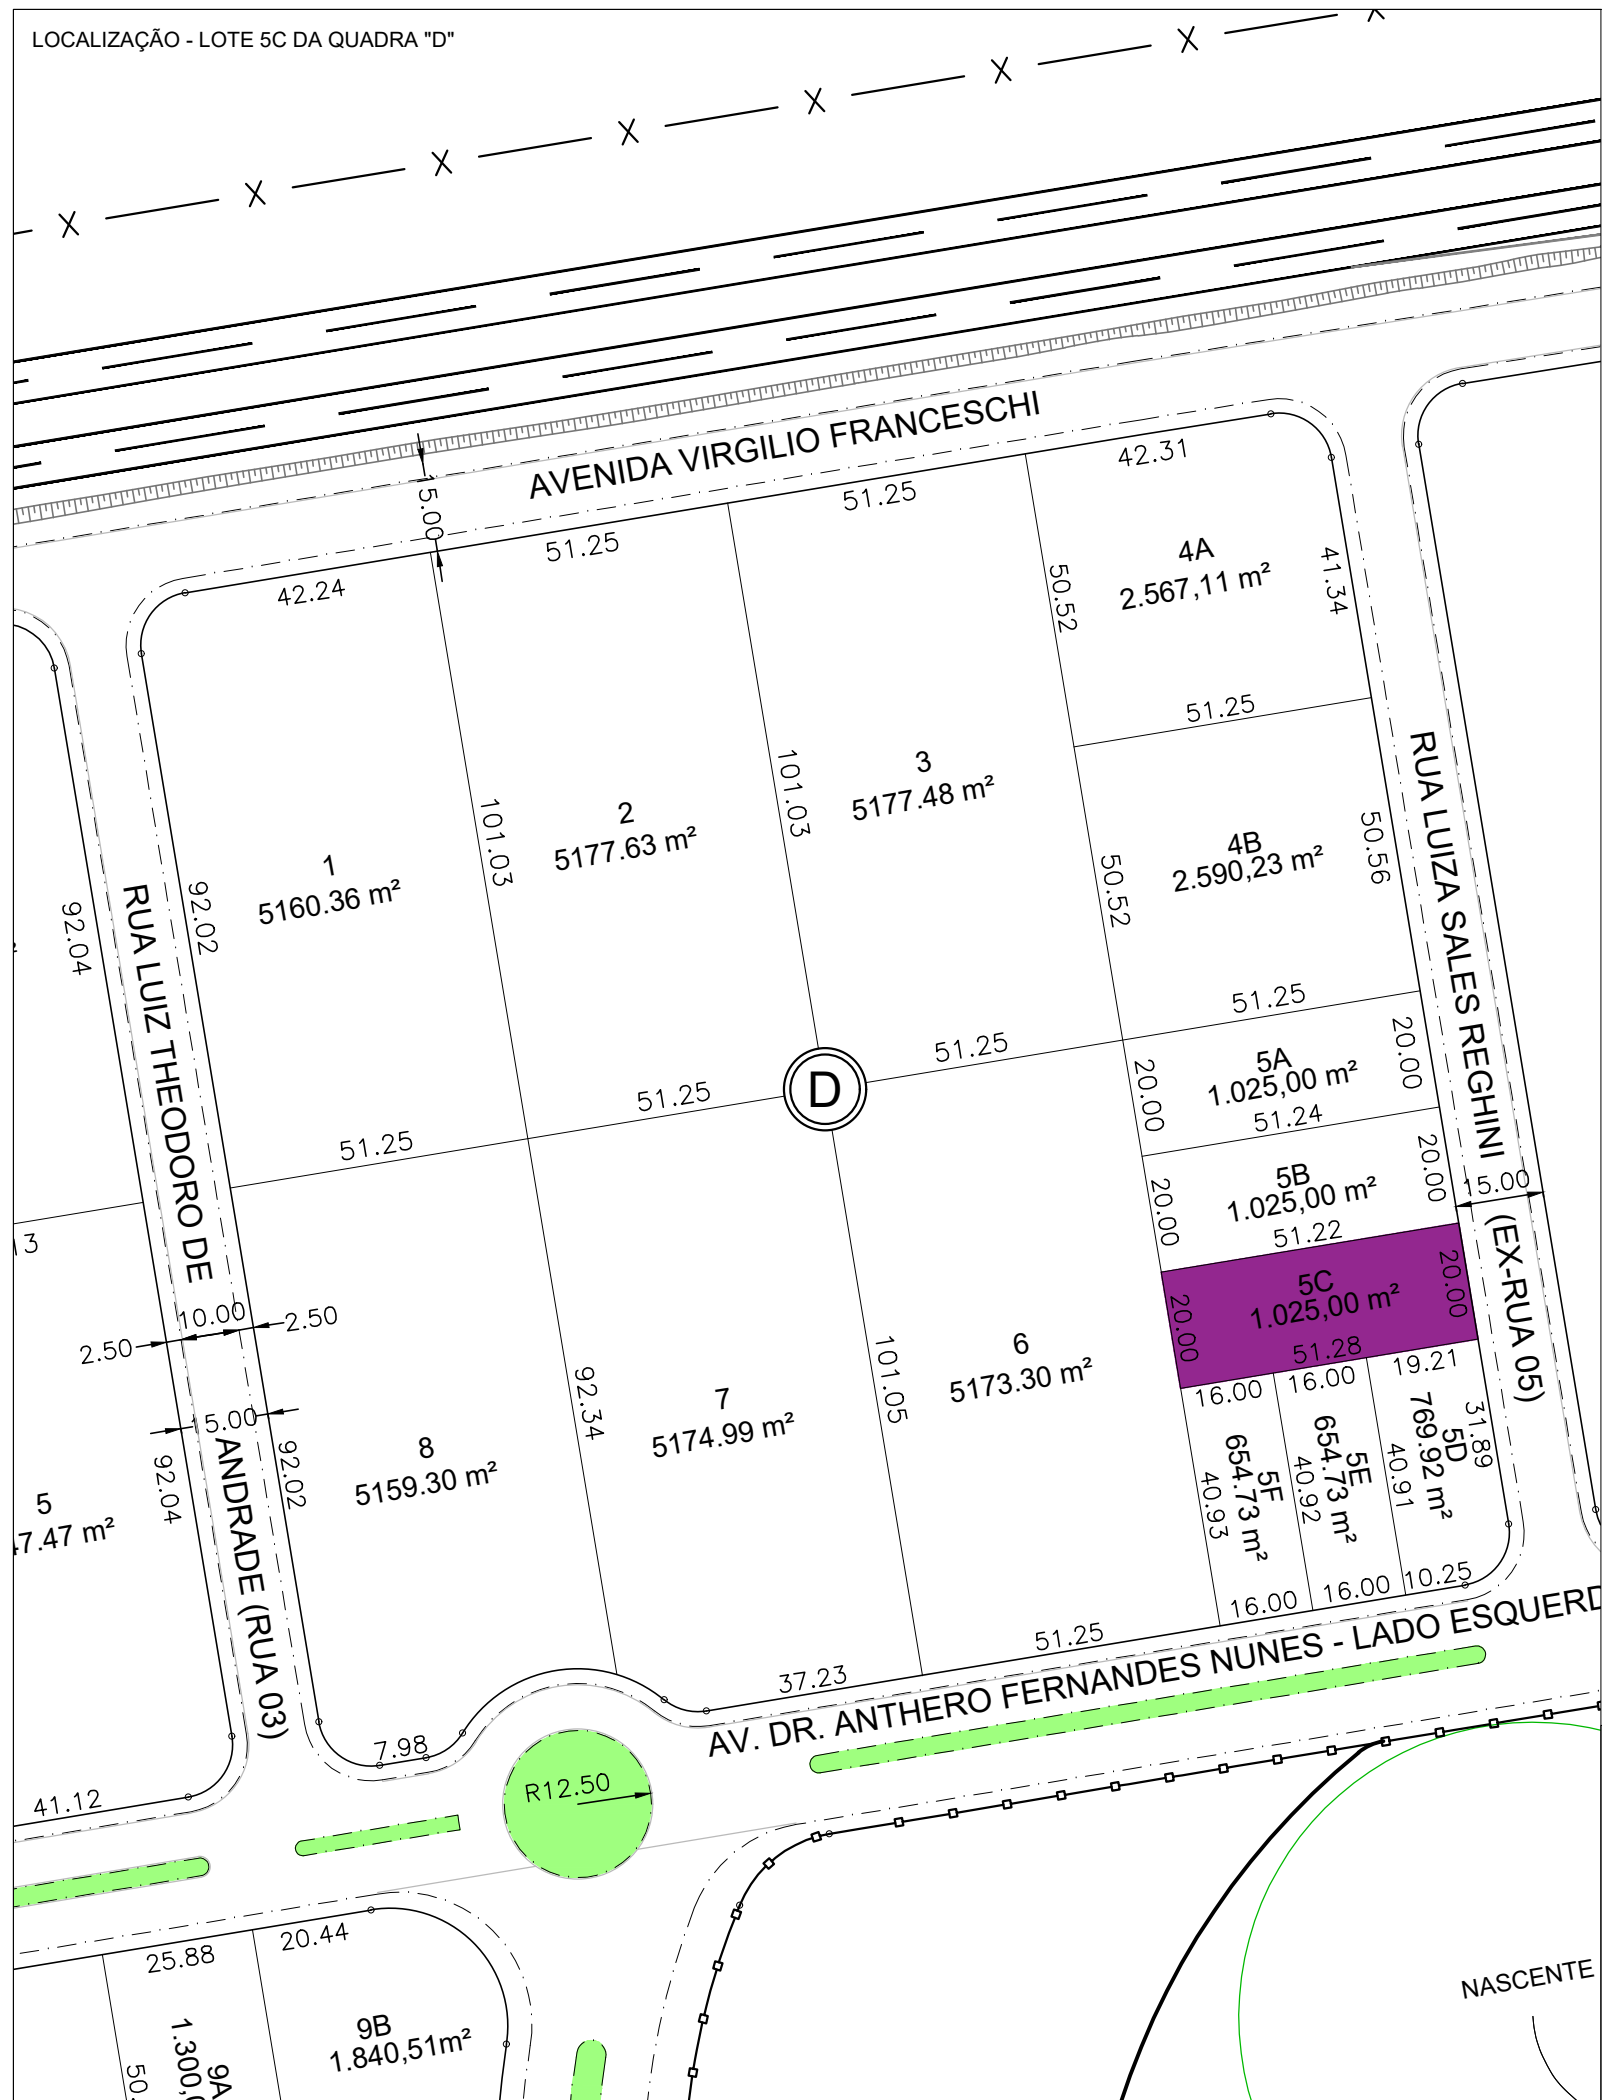 LOCALIZAÇÃO - LOTE 5C DA QUADRA "D"
X X X X X X X X
AVENIDA VIRGILIO FRANCESCHI
15.00
42.24
51.25
51.25
42.31
1
5160.36 m²
92.02
101.03
2
5177.63 m²
101.03
3
5177.48 m²
50.52
4A
2.567,11 m²
41.34
51.25
50.52
4B
2.590,23 m²
50.56
51.25
RUA LUIZ THEODORO DE
ANDRADE (RUA 03)
92.04
92.04
RUA LUIZA SALES REGHINI
(EX-RUA 05)
15.00
51.25
51.25
D
51.25
20.00
5A
1.025,00 m²
20.00
51.24
20.00
5B
1.025,00 m²
20.00
51.22
20.00
5C
1.025,00 m²
20.00
51.28
16.00
16.00
19.21
5F
654.73 m²
40.93
5E
654.73 m²
40.92
5D
769.92 m²
40.91
31.89
16.00
16.00
10.25
13
2.50
10.00
2.50
15.00
92.02
5
47.47 m²
8
5159.30 m²
92.34
7
5174.99 m²
101.05
6
5173.30 m²
51.25
37.23
7.98
AV. DR. ANTHERO FERNANDES NUNES - LADO ESQUERD
R12.50
41.12
25.88
20.44
9A
1.300,
50.
9B
1.840,51m²
NASCENTE